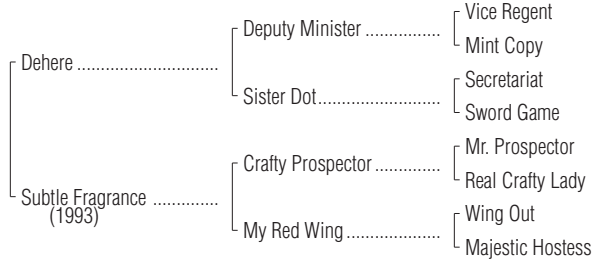 Vice Regent
Deputy Minister ................
Mint Copy
Dehere ..............................
Secretariat
Sister Dot..........................
Sword Game
Mr. Prospector
Crafty Prospector..............
Real Crafty Lady
Subtle Fragrance ..............
(1993)
Wing Out
My Red Wing....................
Majestic Hostess